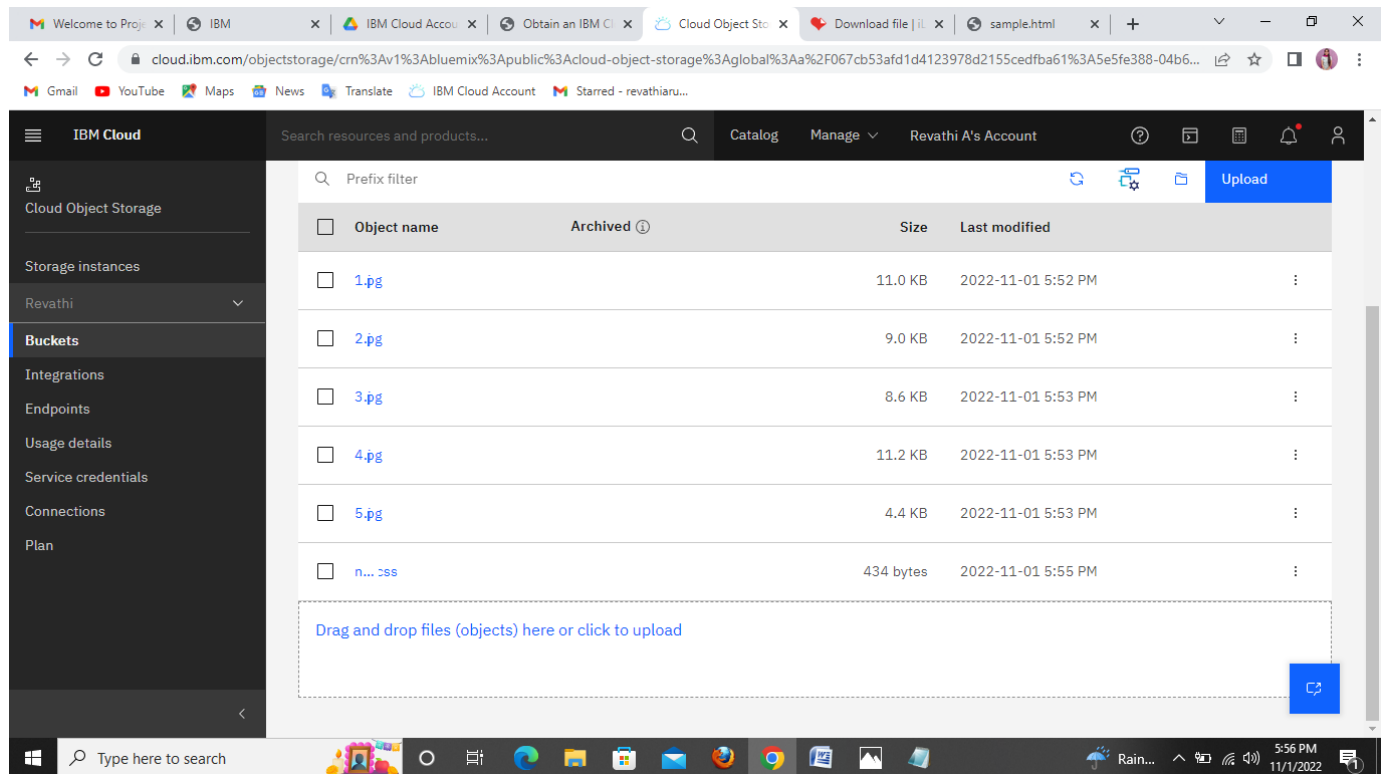 Welcome to Proje
IBM
IBM Cloud Accou
Obtain an IBM Cl
Cloud Object Sto
Download file | iL
sample.html
cloud.ibm.com/objectstorage/crn%3Av1%3Abluemix%3Apublic%3Acloud-object-storage%3Aglobal%3Aa%2F067cb53afd1d4123978d2155cedfba61%3A5e5fe388-04b6...
Gmail YouTube Maps News Translate IBM Cloud Account Starred - revathiaru...
IBM Cloud Search resources and products... Catalog Manage Revathi A's Account
Cloud Object Storage
Storage instances
Revathi
Buckets
Integrations
Endpoints
Usage details
Service credentials
Connections
Plan
Prefix filter Upload
Object name Archived Size Last modified
1.jpg 11.0 KB 2022-11-01 5:52 PM
2.jpg 9.0 KB 2022-11-01 5:52 PM
3.jpg 8.6 KB 2022-11-01 5:53 PM
4.jpg 11.2 KB 2022-11-01 5:53 PM
5.jpg 4.4 KB 2022-11-01 5:53 PM
n... css 434 bytes 2022-11-01 5:55 PM
Drag and drop files (objects) here or click to upload
Type here to search Rain... 5:56 PM
11/1/2022 1